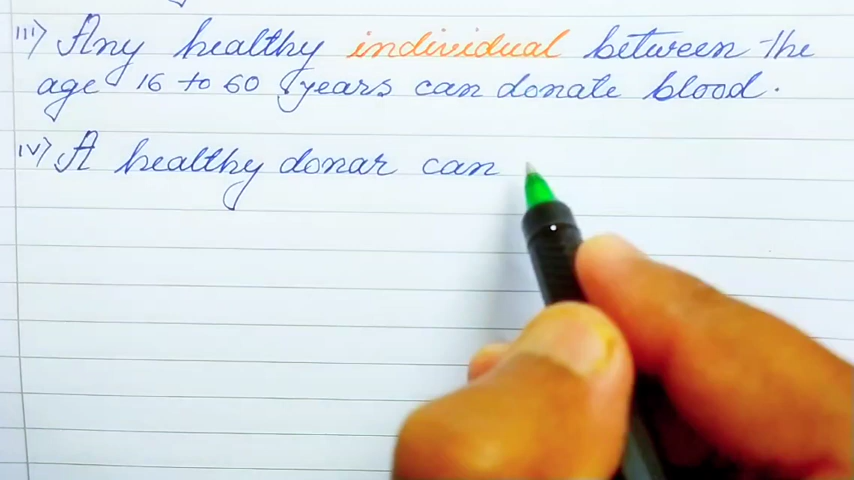 III) Any healthy individual between the
age 16 to 60 years can donate blood.
IV) A healthy donar can